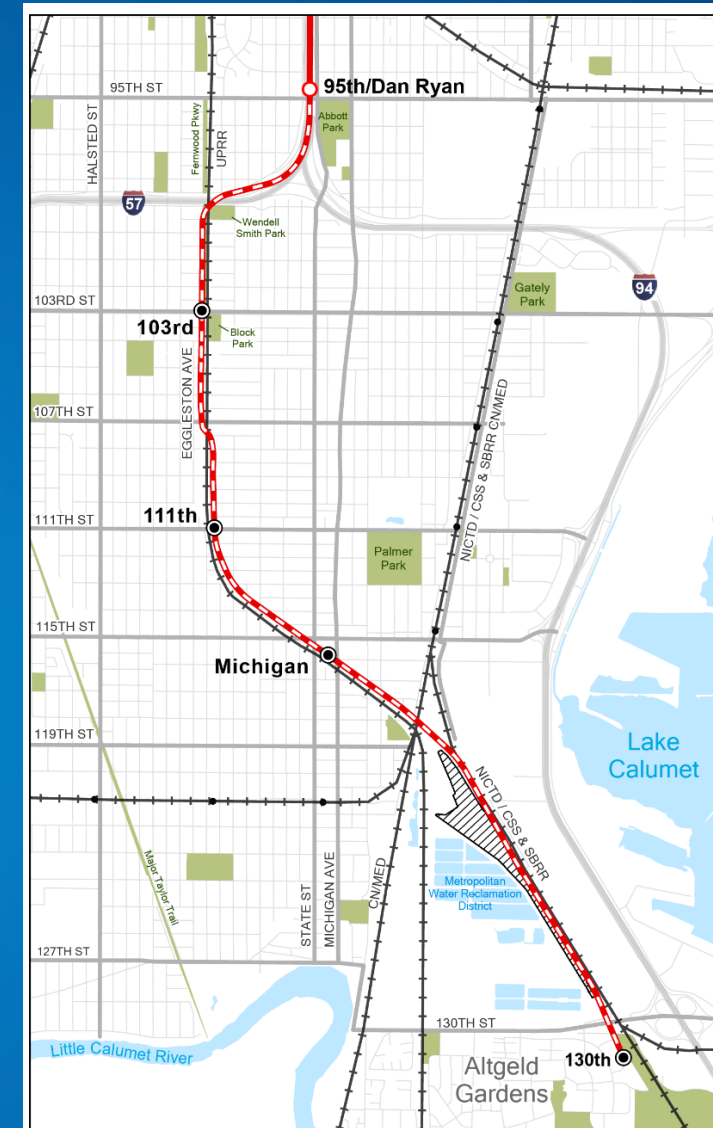 95TH ST
95th/Dan Ryan
HALSTED ST
Fernwood Pkwy
UPRR
Abbott
Park
57
Wendell
Smith Park
94
Gately
Park
103RD ST
103rd
Block
Park
EGGLESTON AVE
107TH ST
NICTD / CSS & SBRR CN/MED
111TH ST
111th
Palmer
Park
115TH ST
Michigan
119TH ST
Lake
Calumet
NICTD / CSS & SBRR
Major Taylor Trail
STATE ST
MICHIGAN AVE
CN/MED
Metropolitan
Water Reclamation
District
127TH ST
130TH ST
Little Calumet River
Altgeld
Gardens
130th